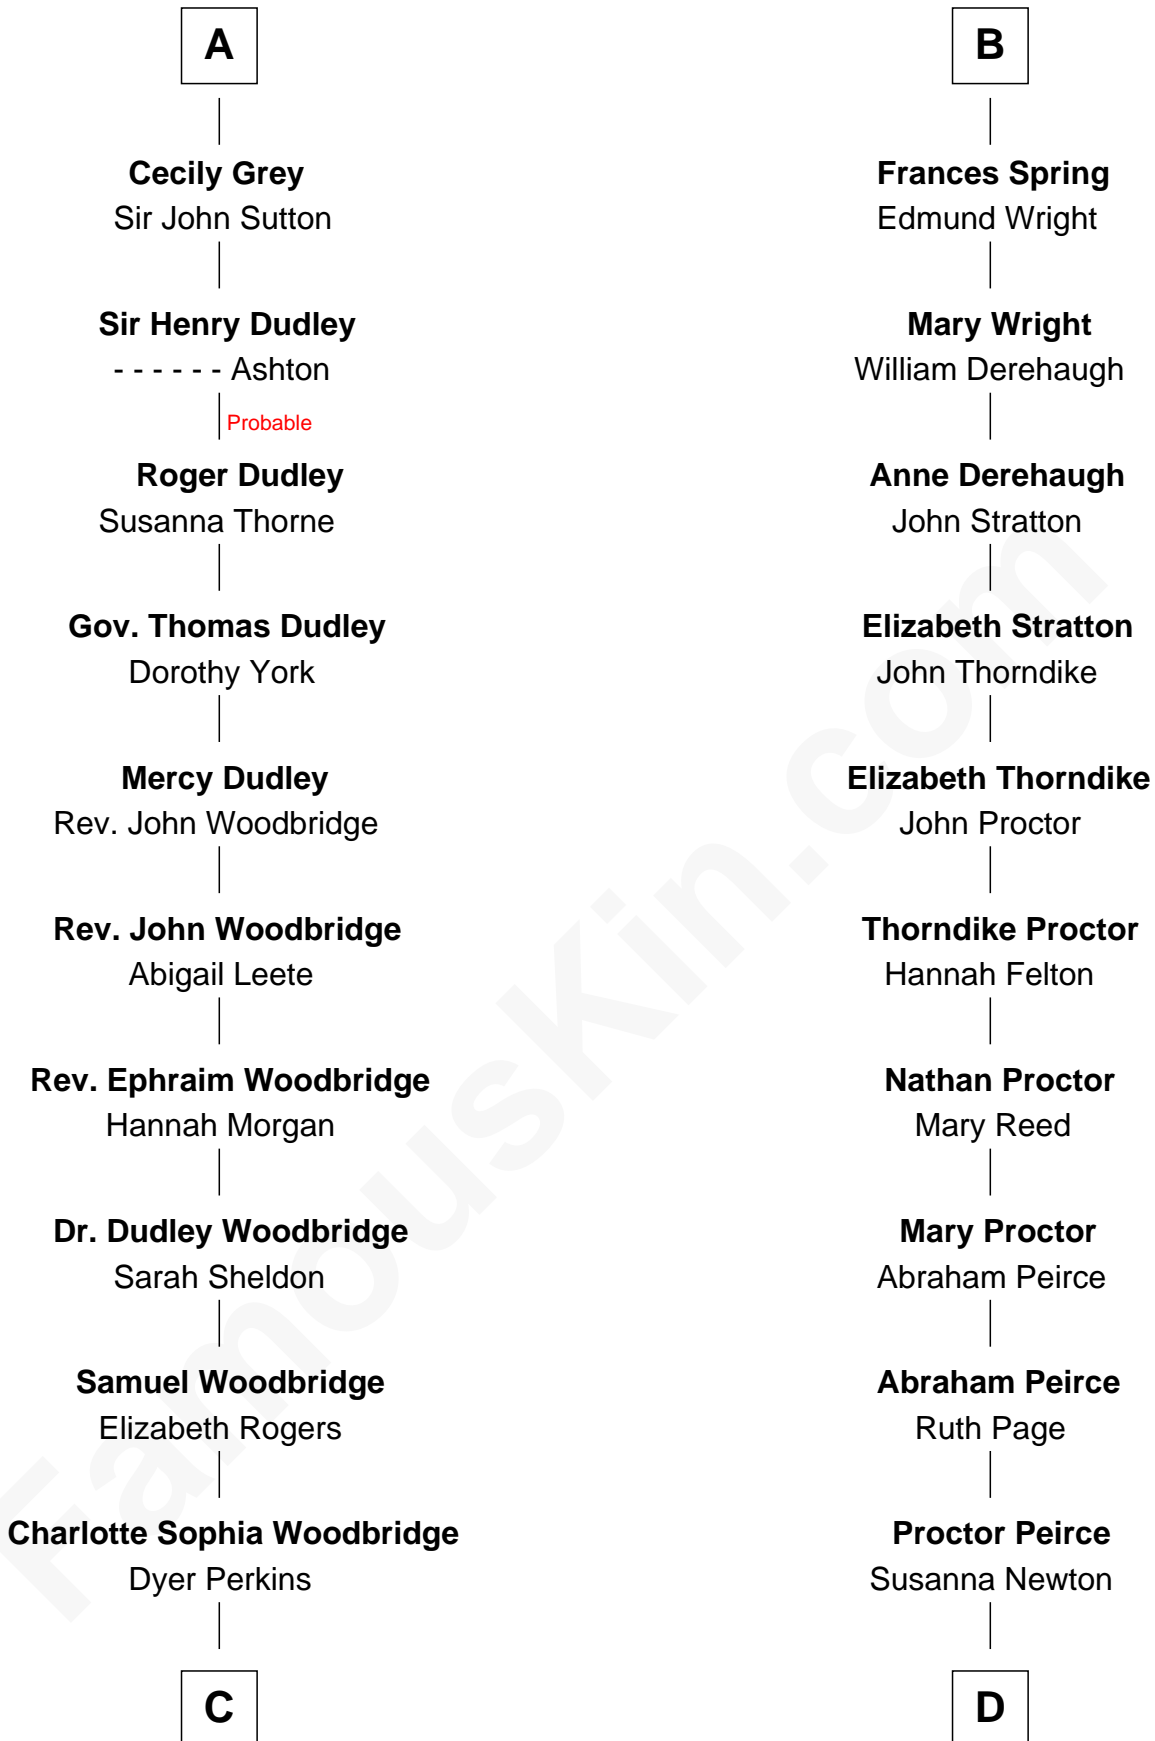 A
Cecily Grey
Sir John Sutton
Sir Henry Dudley
- - - - - - Ashton
Probable
Roger Dudley
Susanna Thorne
Gov. Thomas Dudley
Dorothy York
Mercy Dudley
Rev. John Woodbridge
Rev. John Woodbridge
Abigail Leete
Rev. Ephraim Woodbridge
Hannah Morgan
Dr. Dudley Woodbridge
Sarah Sheldon
Samuel Woodbridge
Elizabeth Rogers
Charlotte Sophia Woodbridge
Dyer Perkins
C
B
Frances Spring
Edmund Wright
Mary Wright
William Derehaugh
Anne Derehaugh
John Stratton
Elizabeth Stratton
John Thorndike
Elizabeth Thorndike
John Proctor
Thorndike Proctor
Hannah Felton
Nathan Proctor
Mary Reed
Mary Proctor
Abraham Peirce
Abraham Peirce
Ruth Page
Proctor Peirce
Susanna Newton
D
FamousKin.com